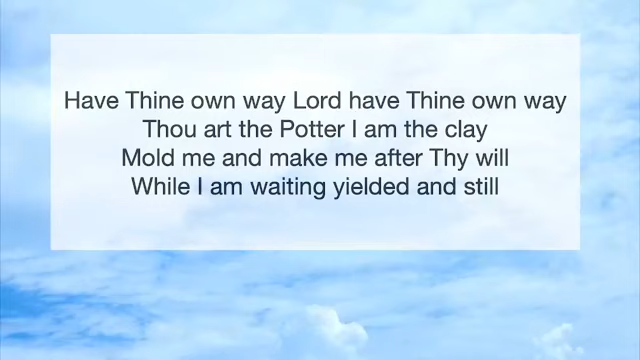 Have Thine own way Lord have Thine own way
Thou art the Potter I am the clay
Mold me and make me after Thy will
While I am waiting yielded and still